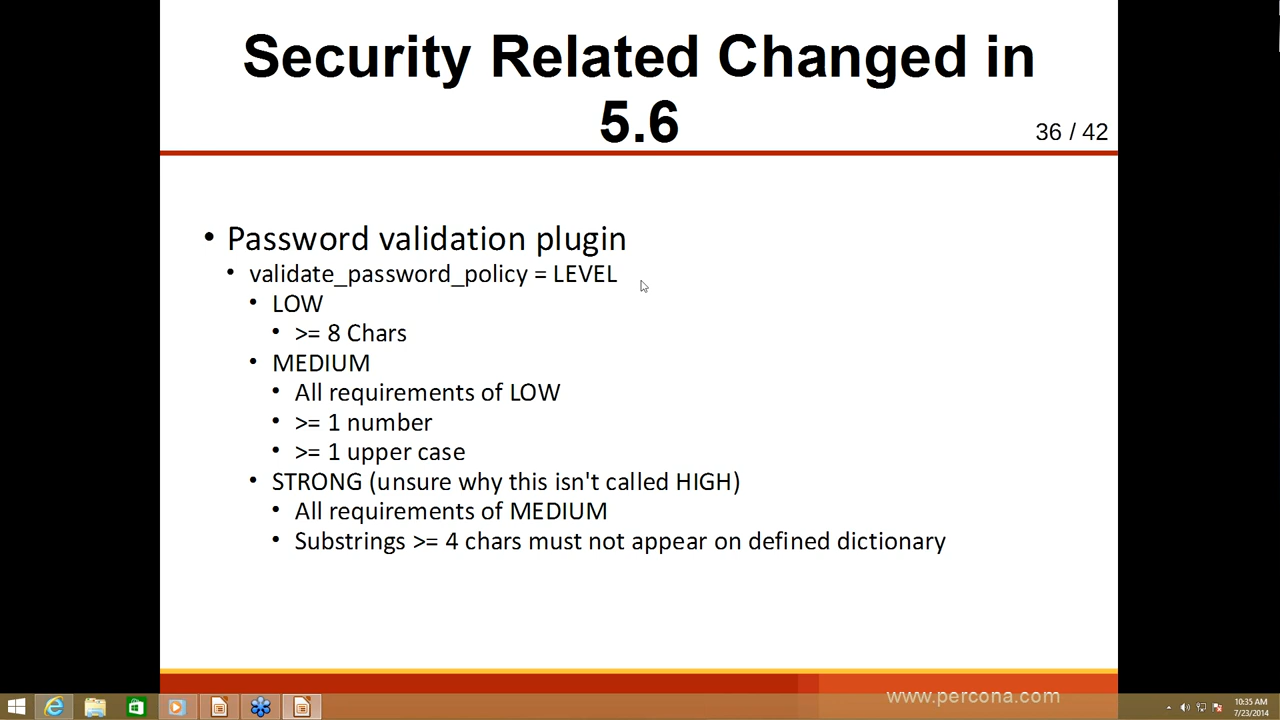 Security Related Changed in
5.6
36 / 42
• Password validation plugin
• validate_password_policy = LEVEL
• LOW
• >= 8 Chars
• MEDIUM
• All requirements of LOW
• >= 1 number
• >= 1 upper case
• STRONG (unsure why this isn't called HIGH)
• All requirements of MEDIUM
• Substrings >= 4 chars must not appear on defined dictionary
www.percona.com
10:35 AM
7/23/2014